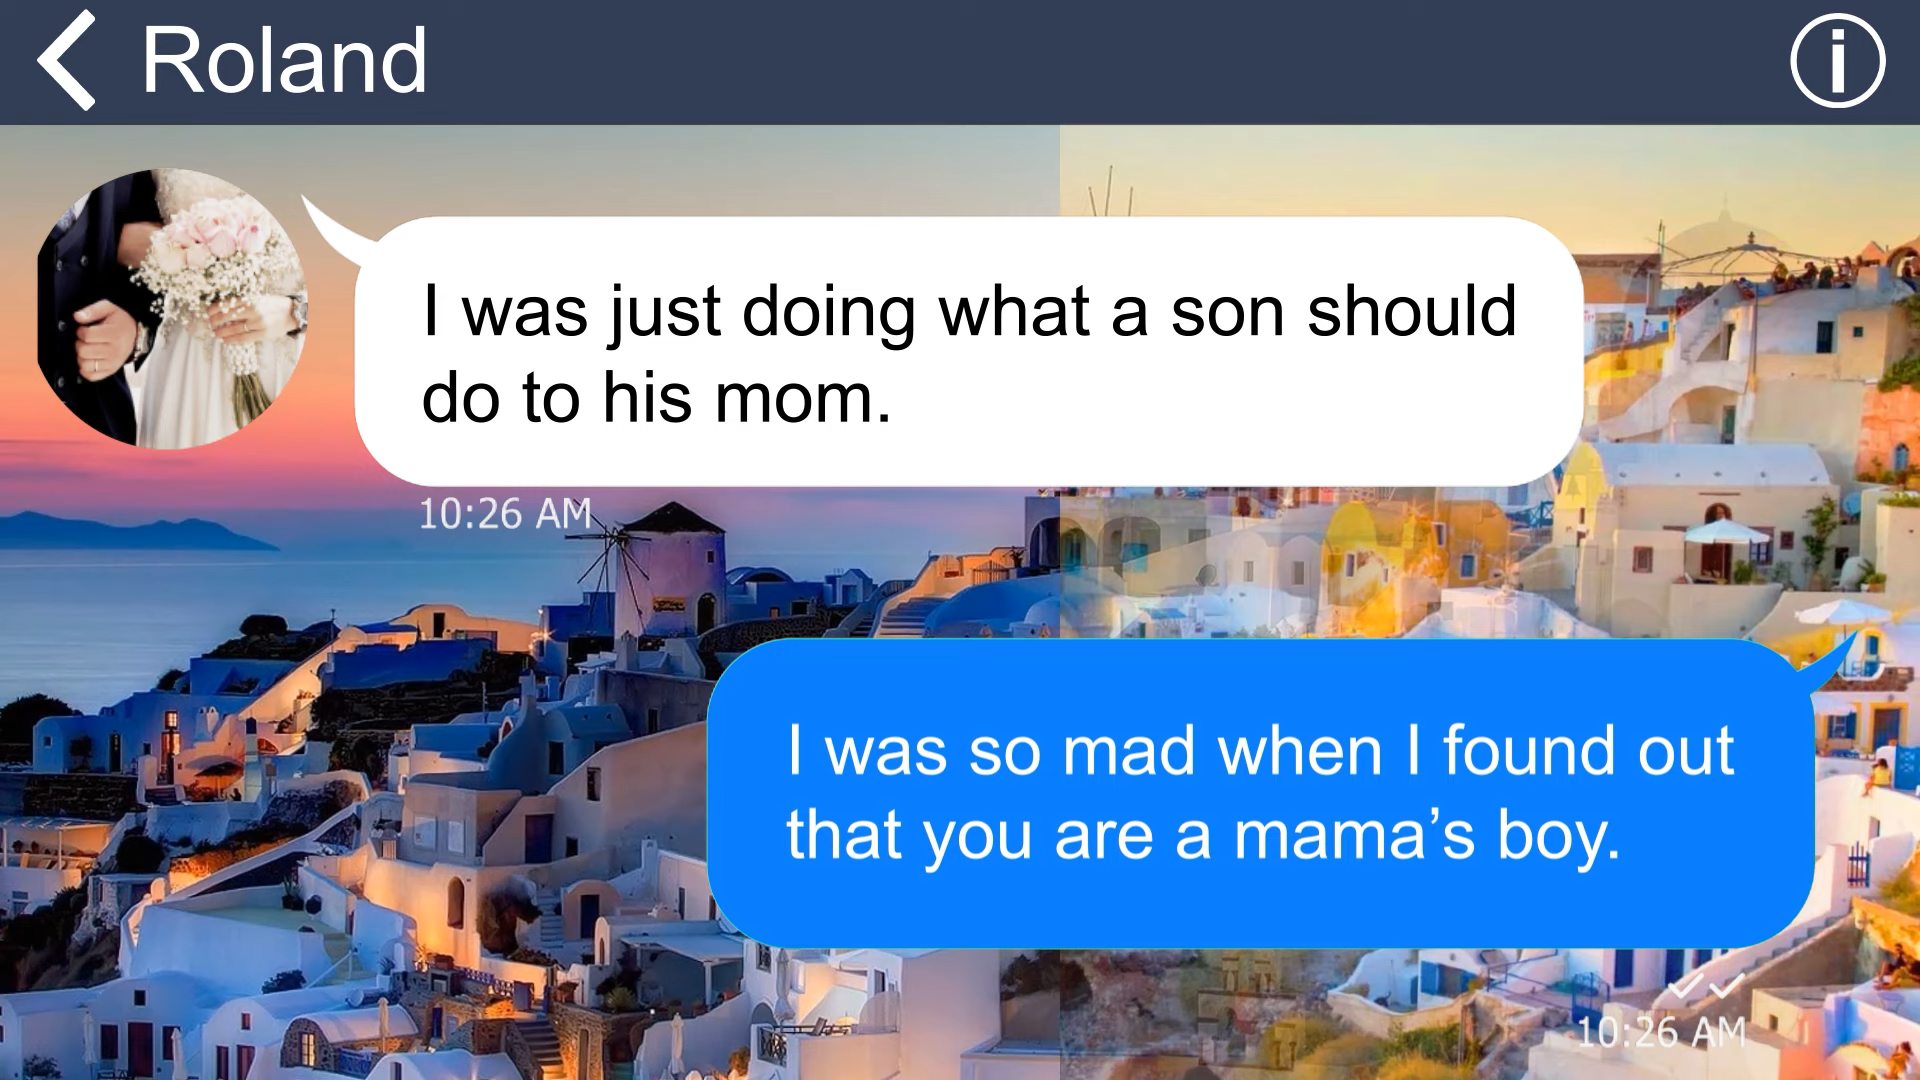 Roland
I was just doing what a son should
do to his mom.
10:26 AM
I was so mad when I found out
that you are a mama’s boy.
10:26 AM